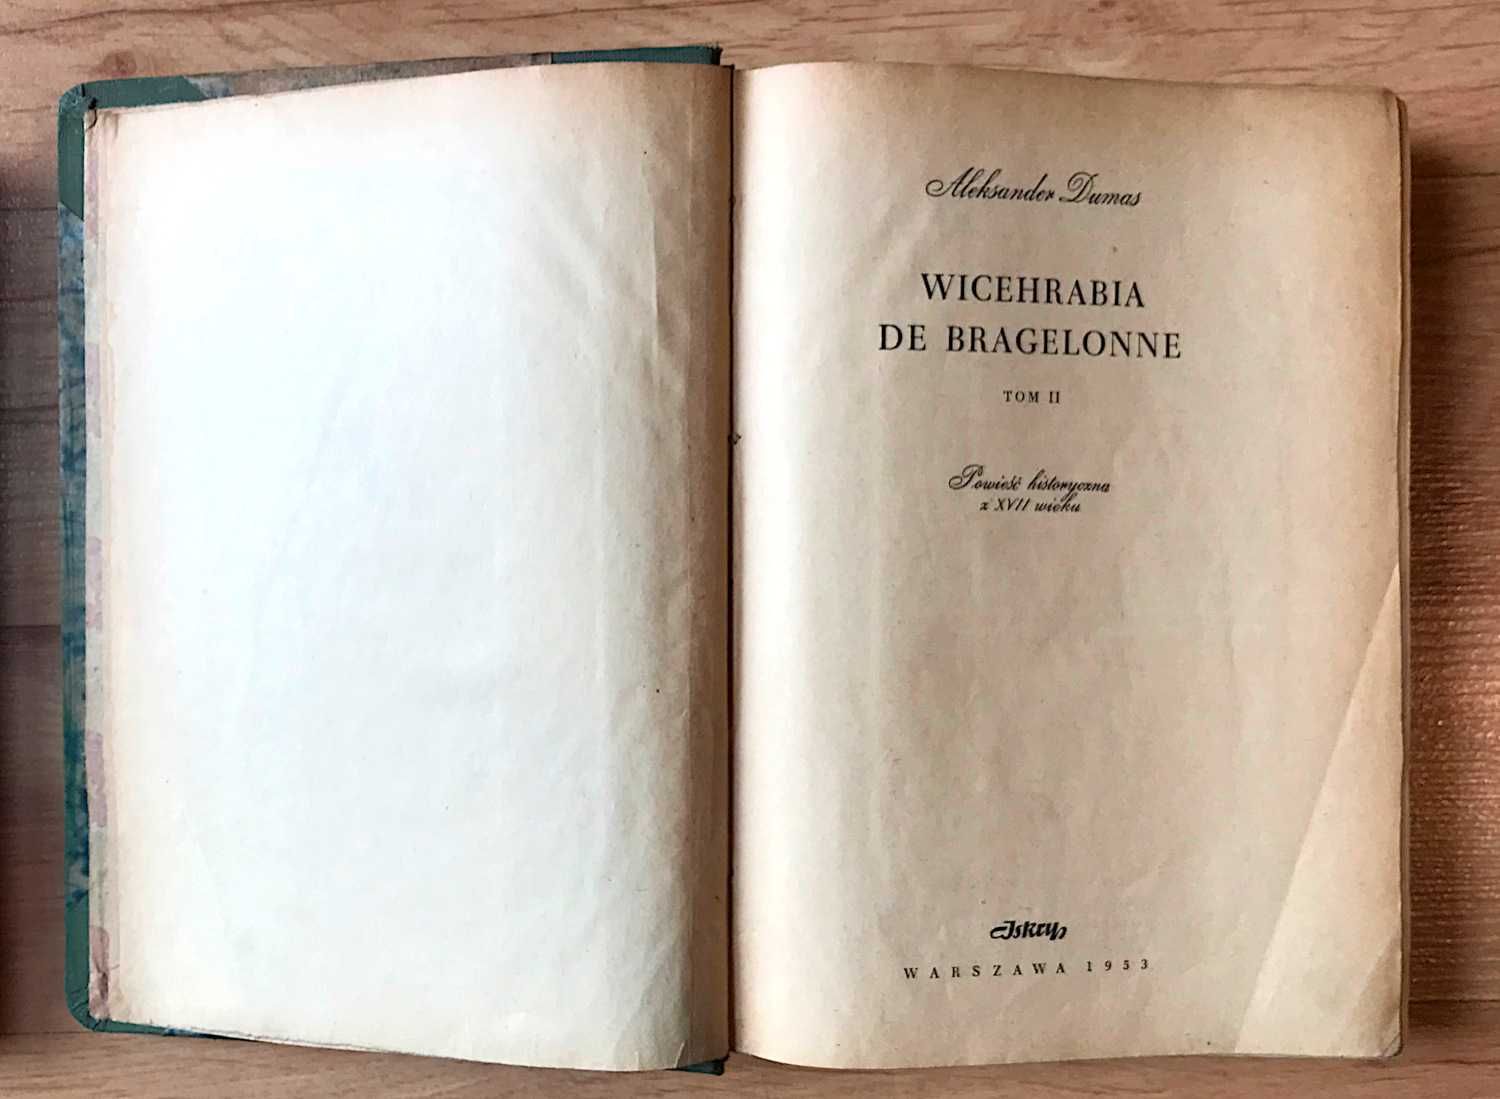 Aleksander Dumas
WICEHRABIA
DE BRAGELONNE
TOM II
Powieść historyczna
z XVII wieku
Iskry
WARSZAWA 1953